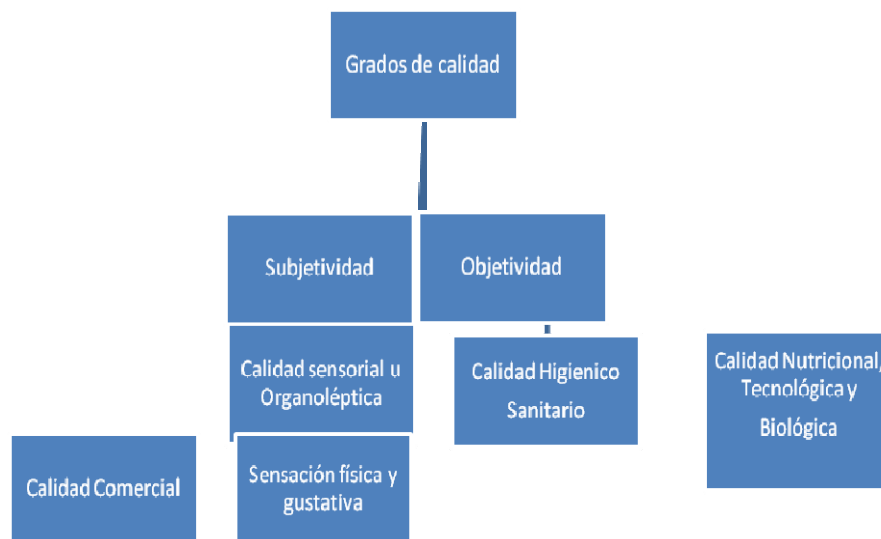 Grados de calidad
Subjetividad
Objetividad
Calidad sensorial u
Organoléptica
Calidad Higienico
Sanitario
Calidad Nutricional,
Tecnológica y
Biológica
Calidad Comercial
Sensación física y
gustativa